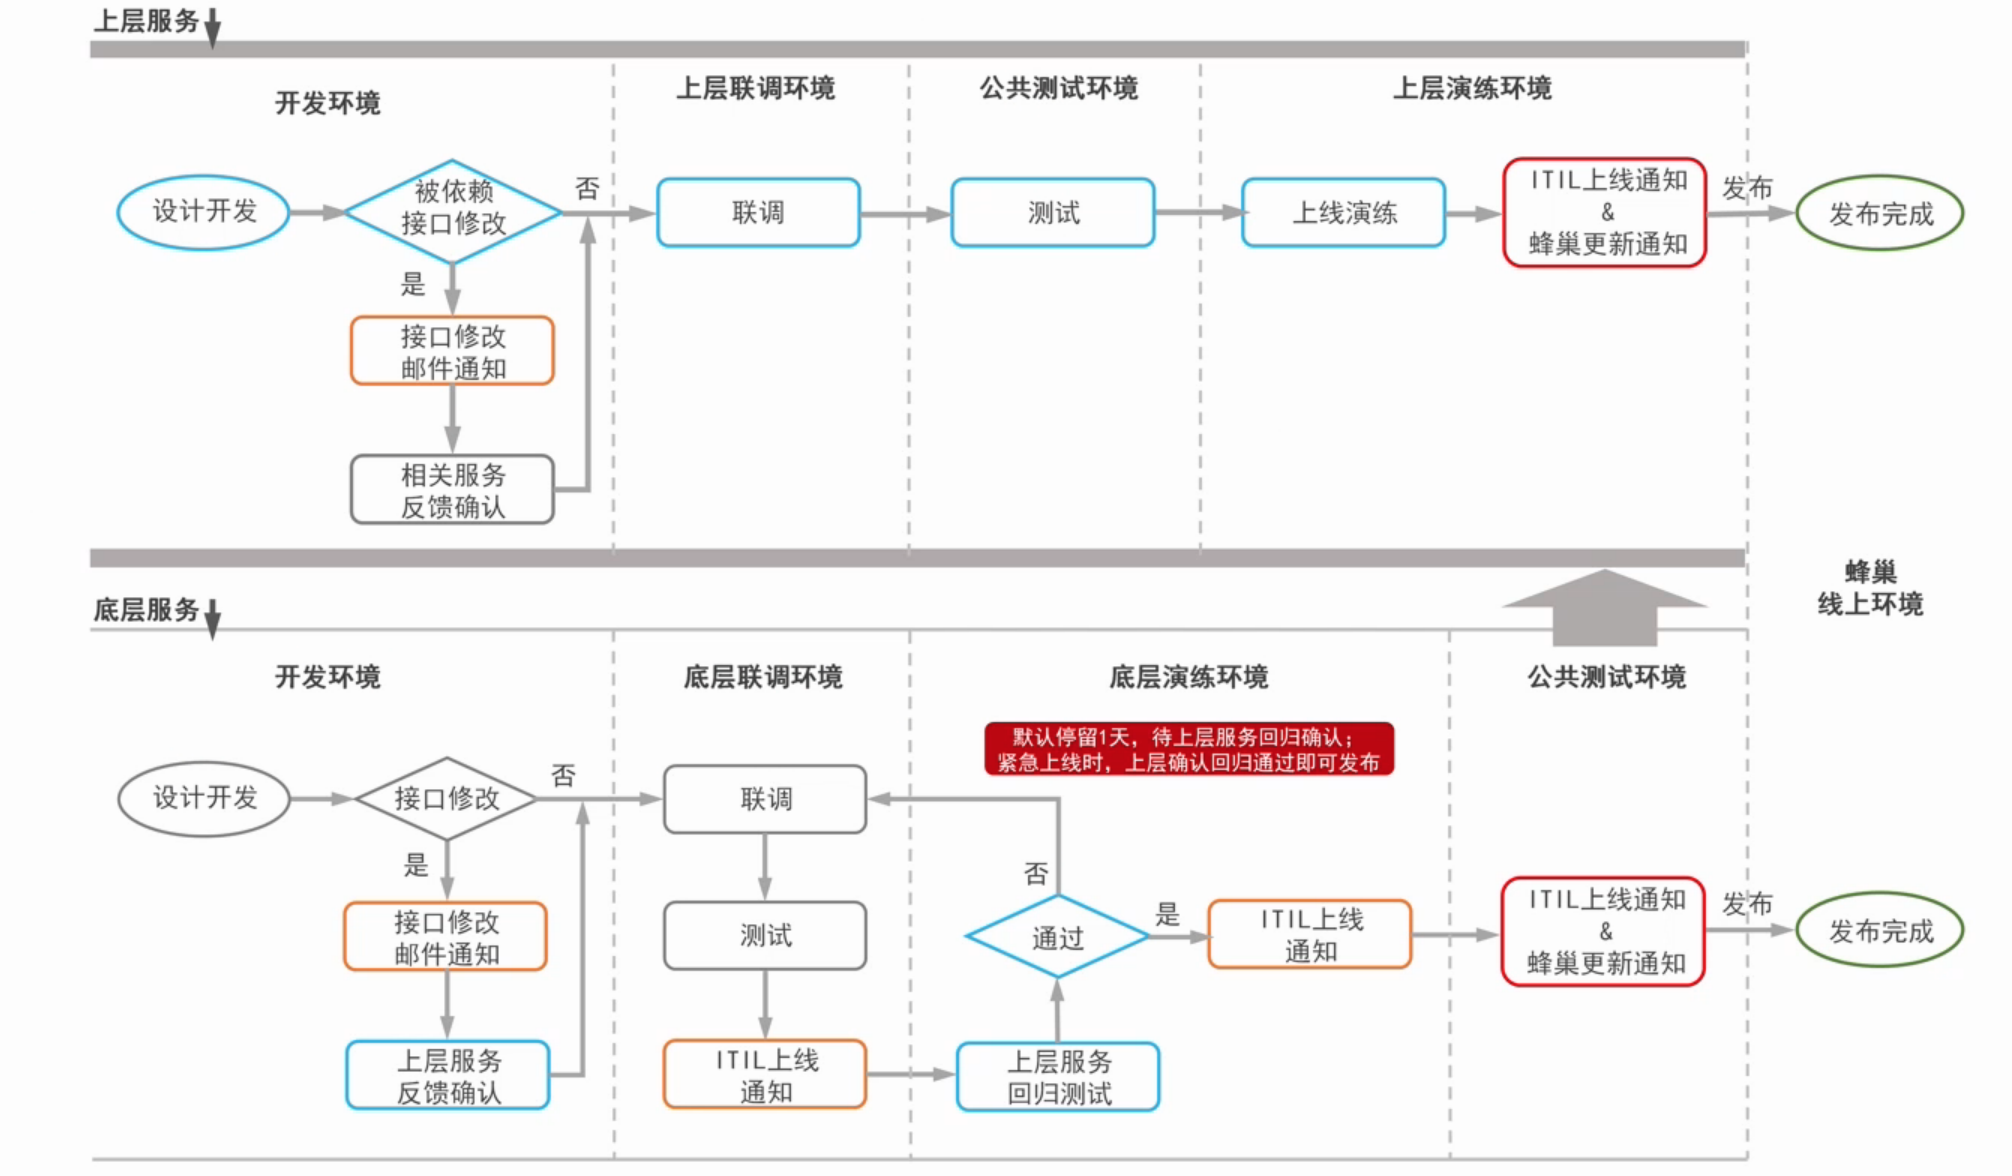 上层服务
开发环境
上层联调环境
公共测试环境
上层演练环境
设计开发
被依赖
接口修改
否
联调
测试
上线演练
ITIL上线通知
&
蜂巢更新通知
发布
发布完成
是
接口修改
邮件通知
相关服务
反馈确认
蜂巢
线上环境
底层服务
开发环境
底层联调环境
底层演练环境
公共测试环境
默认停留1天，待上层服务回归确认；
紧急上线时，上层确认回归通过即可发布
设计开发
接口修改
否
联调
是
接口修改
邮件通知
测试
否
通过
是
ITIL上线
通知
ITIL上线通知
&
蜂巢更新通知
发布
发布完成
上层服务
反馈确认
ITIL上线
通知
上层服务
回归测试